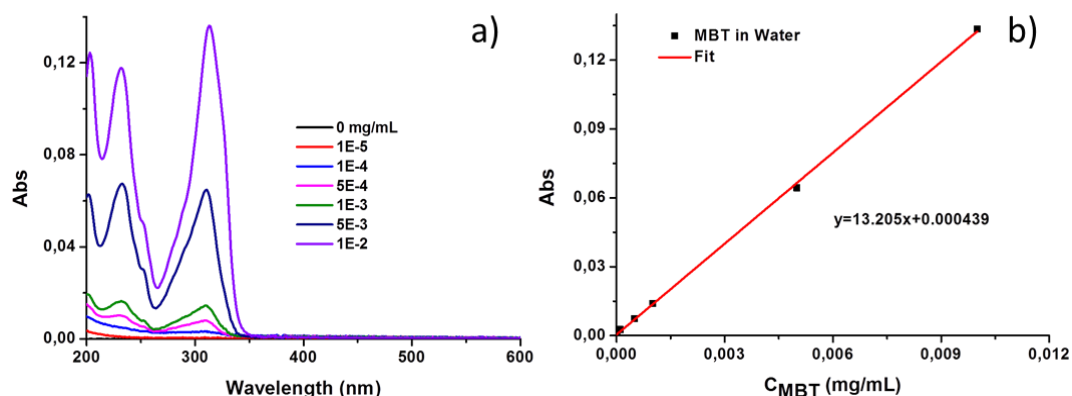 a)
0,12
0,08
0,04
0,00
Abs
200
300
400
500
600
Wavelength (nm)
0 mg/mL
1E-5
1E-4
5E-4
1E-3
5E-3
1E-2
b)
MBT in Water
Fit
0,12
0,09
0,06
0,03
0,00
Abs
y=13.205x+0.000439
0,000
0,003
0,006
0,009
0,012
CMBT (mg/mL)